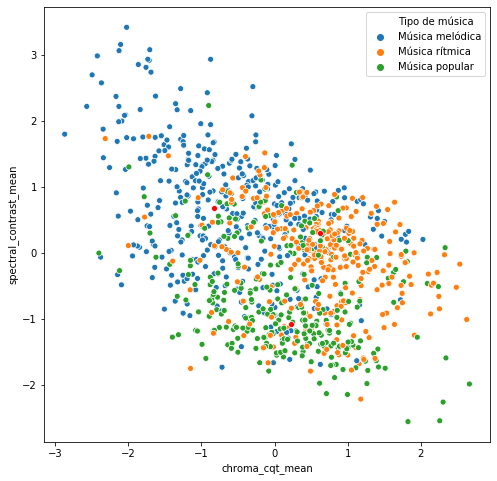 Tipo de música
Música melódica
Música rítmica
Música popular
spectral_contrast_mean
3
2
1
0
−1
−2
−3
−2
−1
0
1
2
chroma_cqt_mean